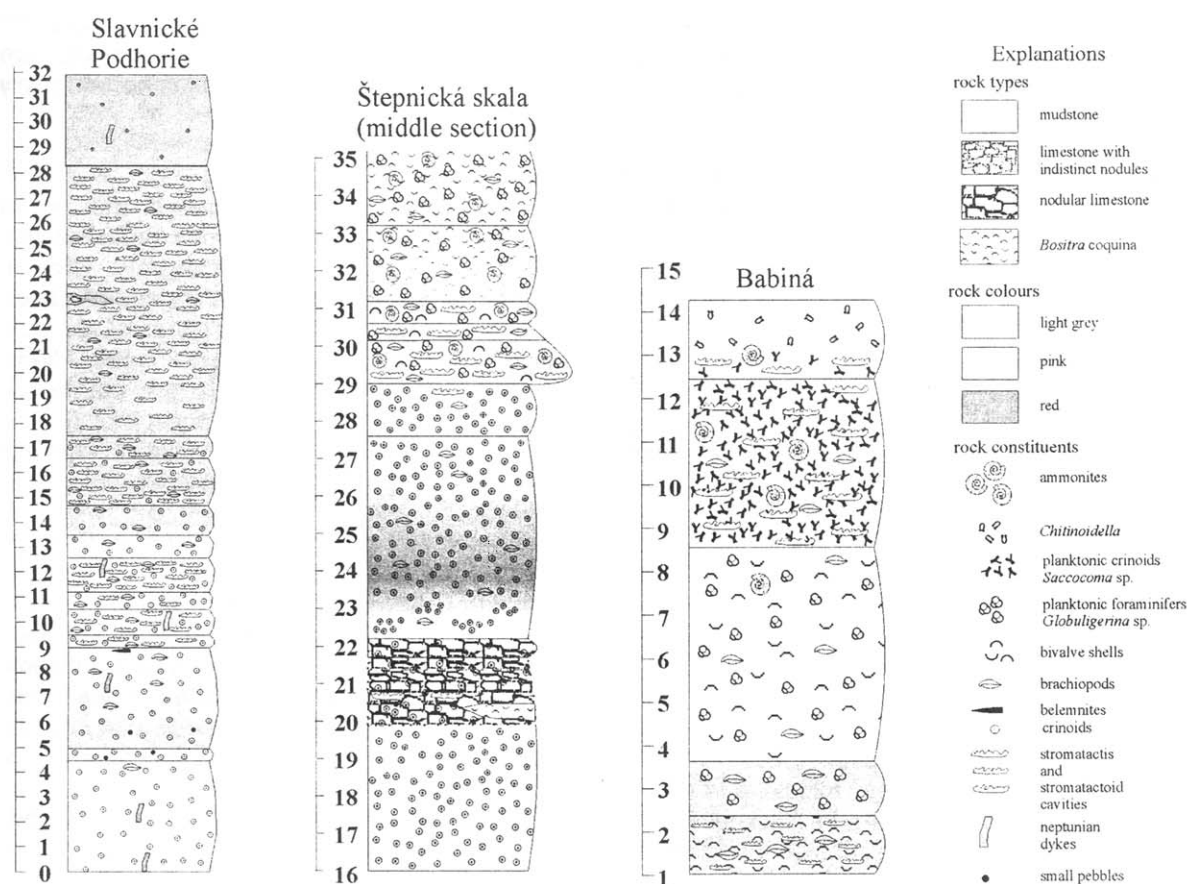 Slavnické
Podhorie
32
31
30
29
28
27
26
25
24
23
22
21
20
19
18
17
16
15
14
13
12
11
10
9
8
7
6
5
4
3
2
1
0
Štepnická skala
(middle section)
35
34
33
32
31
30
29
28
27
26
25
24
23
22
21
20
19
18
17
16
Babiná
15
14
13
12
11
10
9
8
7
6
5
4
3
2
1
Explanations
rock types
mudstone
limestone with
indistinct nodules
nodular limestone
Bositra coquina
rock colours
light grey
pink
red
rock constituents
ammonites
Chitinoidella
planktonic crinoids
Saccocoma sp.
planktonic foraminifers
Globuligerina sp.
bivalve shells
brachiopods
belemnites
crinoids
stromatactis
and
stromatactoid
cavities
neptunian
dykes
small pebbles